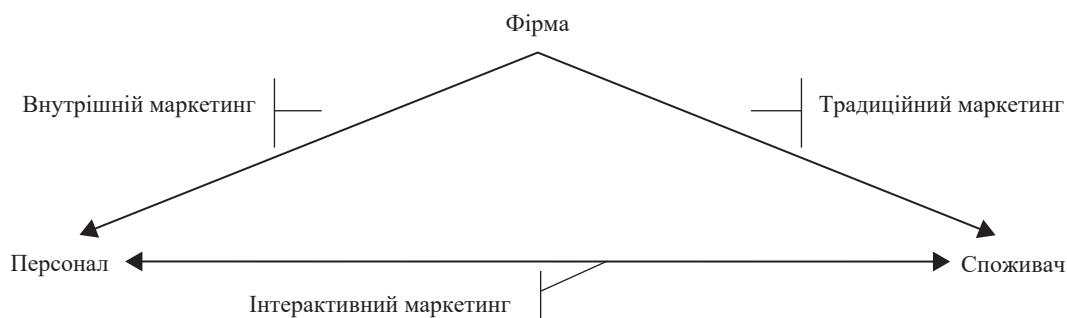 Фірма
Внутрішній маркетинг
Традиційний маркетинг
Персонал
Споживач
Інтерактивний маркетинг